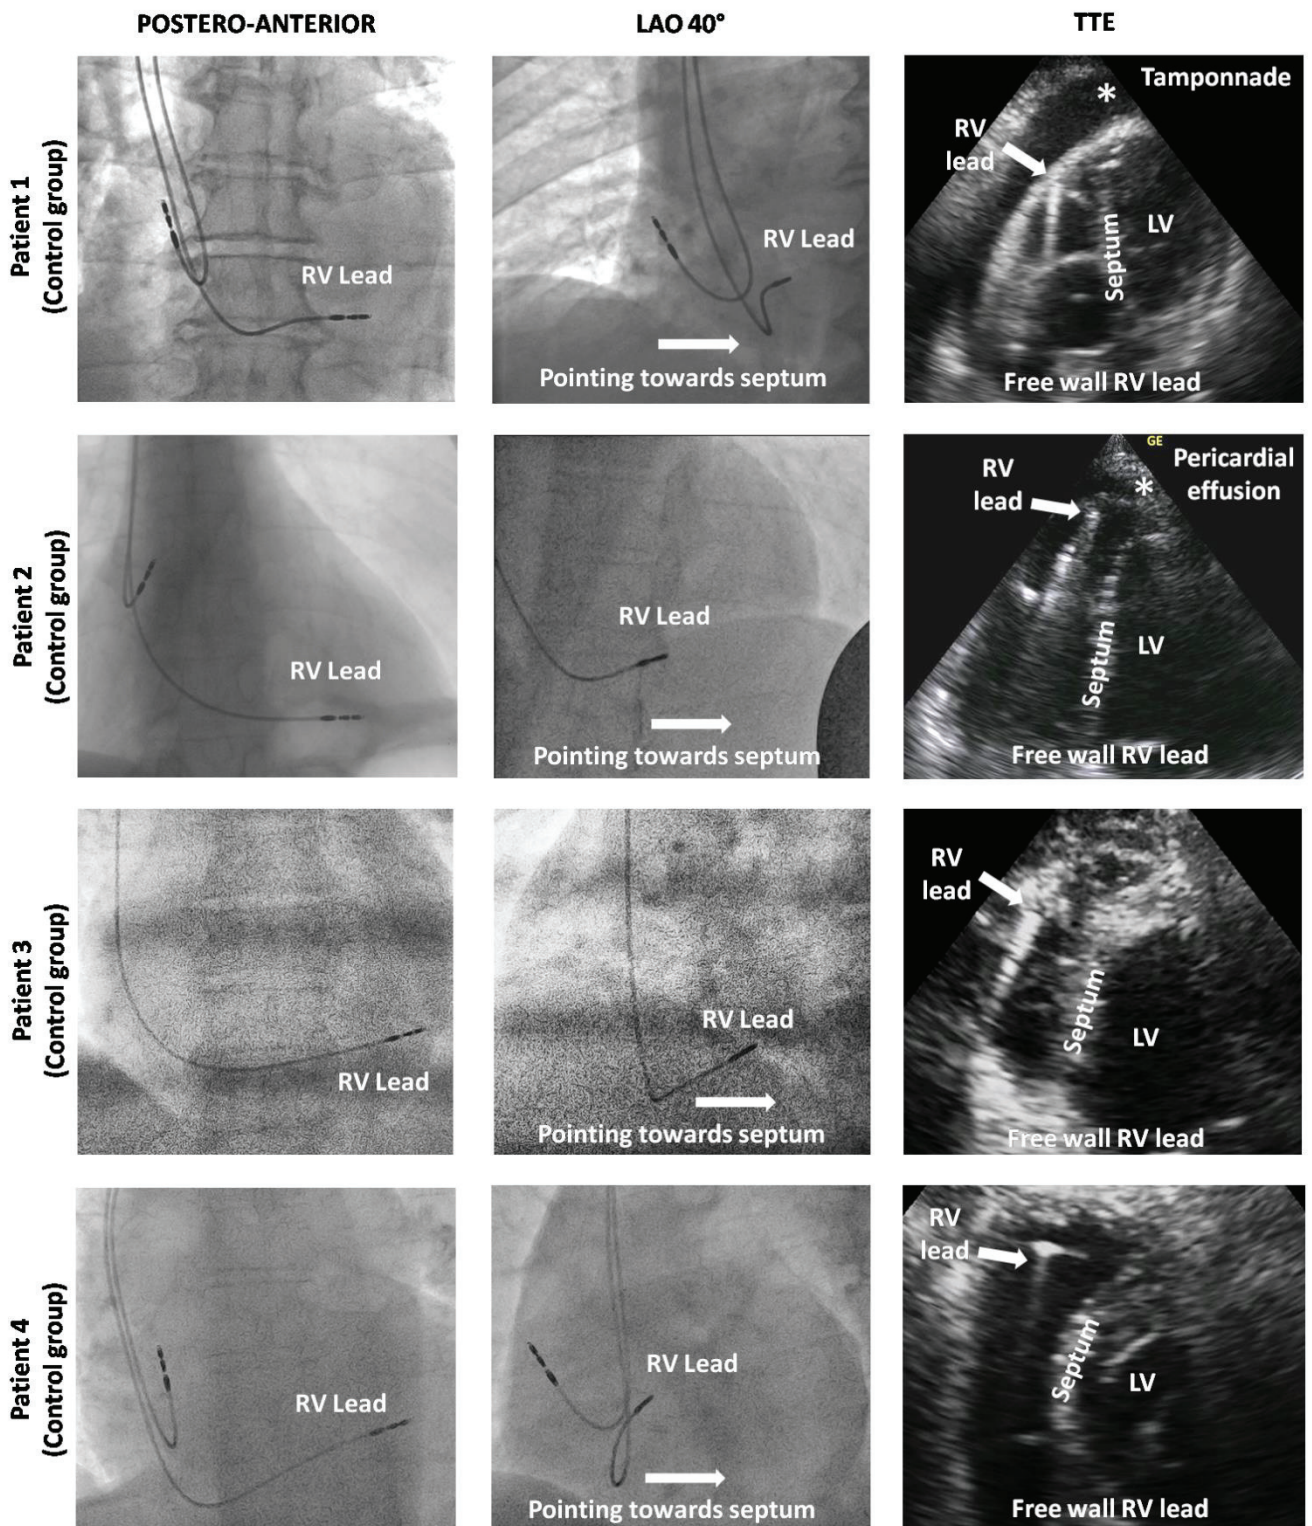 POSTERO-ANTERIOR
LAO 40°
TTE
Patient 1
(Control group)
RV Lead
RV Lead
Pointing towards septum
Tamponnade
*
RV
lead
Septum
LV
Free wall RV lead
Patient 2
(Control group)
RV Lead
RV Lead
Pointing towards septum
GE
Pericardial
effusion
*
RV
lead
Septum
LV
Free wall RV lead
Patient 3
(Control group)
RV Lead
RV Lead
Pointing towards septum
RV
lead
Septum
LV
Free wall RV lead
Patient 4
(Control group)
RV Lead
RV Lead
Pointing towards septum
RV
lead
Septum
LV
Free wall RV lead